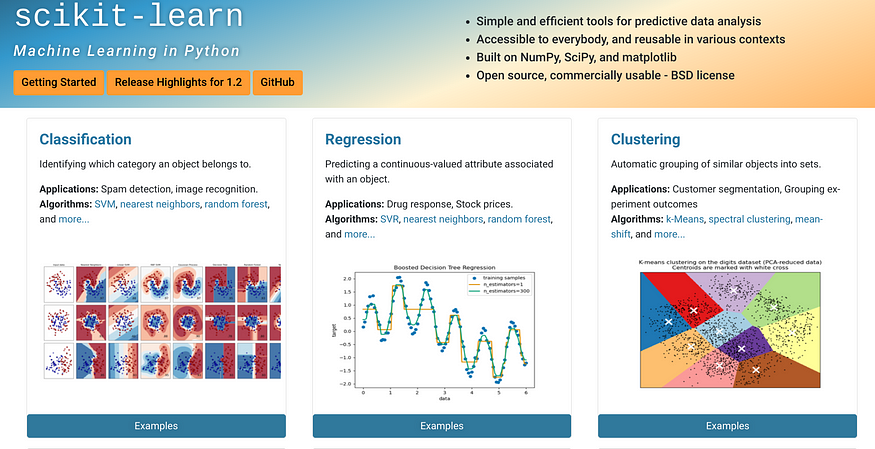 scikit-learn
Machine Learning in Python
Getting Started
Release Highlights for 1.2
GitHub
Simple and efficient tools for predictive data analysis
Accessible to everybody, and reusable in various contexts
Built on NumPy, SciPy, and matplotlib
Open source, commercially usable - BSD license
Classification
Identifying which category an object belongs to.
Applications: Spam detection, image recognition.
Algorithms: SVM, nearest neighbors, random forest,
and more...
Examples
Regression
Predicting a continuous-valued attribute associated
with an object.
Applications: Drug response, Stock prices.
Algorithms: SVR, nearest neighbors, random forest,
and more...
Boosted Decision Tree Regression
training samples
n_estimators=1
n_estimators=300
2.0
1.5
1.0
0.5
0.0
−0.5
−1.0
−1.5
−2.0
target
0 1 2 3 4 5 6
data
Examples
Clustering
Automatic grouping of similar objects into sets.
Applications: Customer segmentation, Grouping ex-
periment outcomes
Algorithms: k-Means, spectral clustering, mean-
shift, and more...
K-means clustering on the digits dataset (PCA-reduced data)
Centroids are marked with white cross
Examples